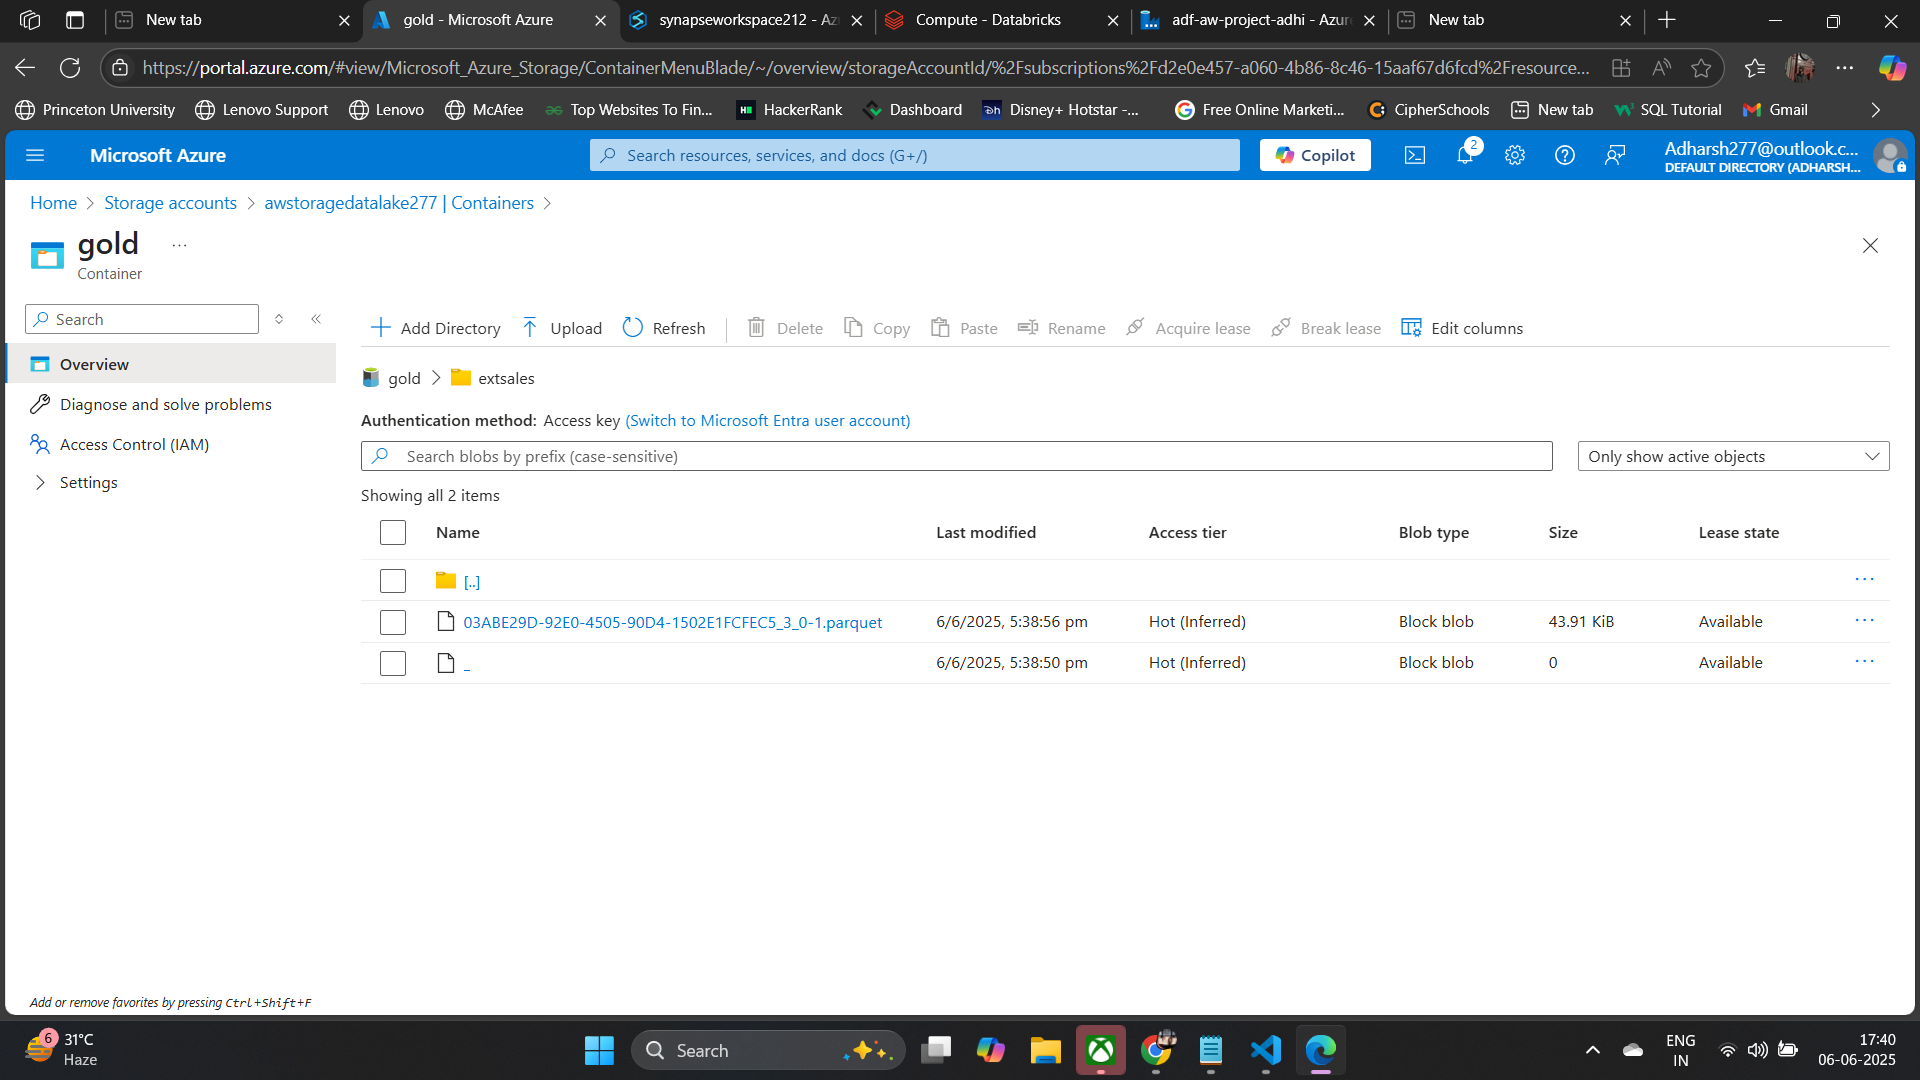 New tab
gold - Microsoft Azure
synapseworkspace212 - Az
Compute - Databricks
adf-aw-project-adhi - Azur
New tab
https://portal.azure.com/#view/Microsoft_Azure_Storage/ContainerMenuBlade/~/overview/storageAccountId/%2Fsubscriptions%2Fd2e0e457-a060-4b86-8c46-15aaf67d6fcd%2Fresource...
Princeton University
Lenovo Support
Lenovo
McAfee
Top Websites To Fin...
HackerRank
Dashboard
Disney+ Hotstar -...
Free Online Marketi...
CipherSchools
New tab
SQL Tutorial
Gmail
Microsoft Azure
Search resources, services, and docs (G+/)
Copilot
2
Adharsh277@outlook.c...
DEFAULT DIRECTORY (ADHARSH...
Home > Storage accounts > awstoragedatalake277 | Containers >
gold ...
Container
Search
Overview
Diagnose and solve problems
Access Control (IAM)
Settings
Add Directory Upload Refresh Delete Copy Paste Rename Acquire lease Break lease Edit columns
gold > extsales
Authentication method: Access key (Switch to Microsoft Entra user account)
Search blobs by prefix (case-sensitive)
Only show active objects
Showing all 2 items
Name Last modified Access tier Blob type Size Lease state
[..]
03ABE29D-92E0-4505-90D4-1502E1FCFEC5_3_0-1.parquet 6/6/2025, 5:38:56 pm Hot (Inferred) Block blob 43.91 KiB Available
_ 6/6/2025, 5:38:50 pm Hot (Inferred) Block blob 0 Available
Add or remove favorites by pressing Ctrl+Shift+F
6
31°C
Haze
Search
ENG
IN
17:40
06-06-2025